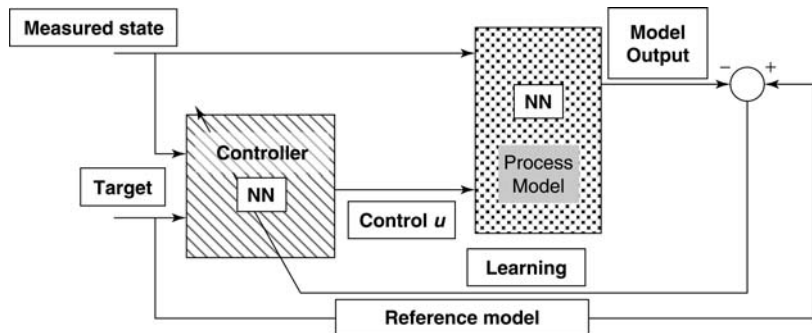 Measured state
Model
Output
−
+
NN
Controller
Process
Model
Target
NN
Control u
Learning
Reference model